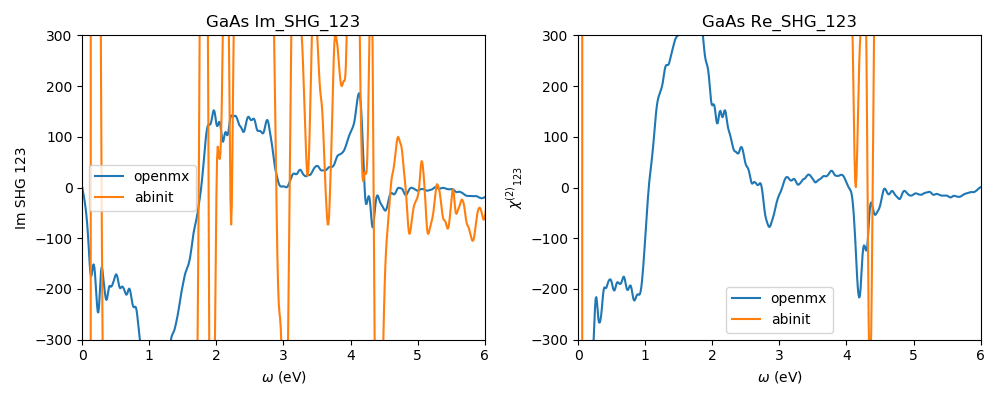 GaAs Im_SHG_123
300
200
100
0
−100
−200
−300
Im SHG 123
openmx
abinit
0 1 2 3 4 5 6
ω (eV)
GaAs Re_SHG_123
300
200
100
0
−100
−200
−300
χ⁽²⁾₁₂₃
openmx
abinit
0 1 2 3 4 5 6
ω (eV)